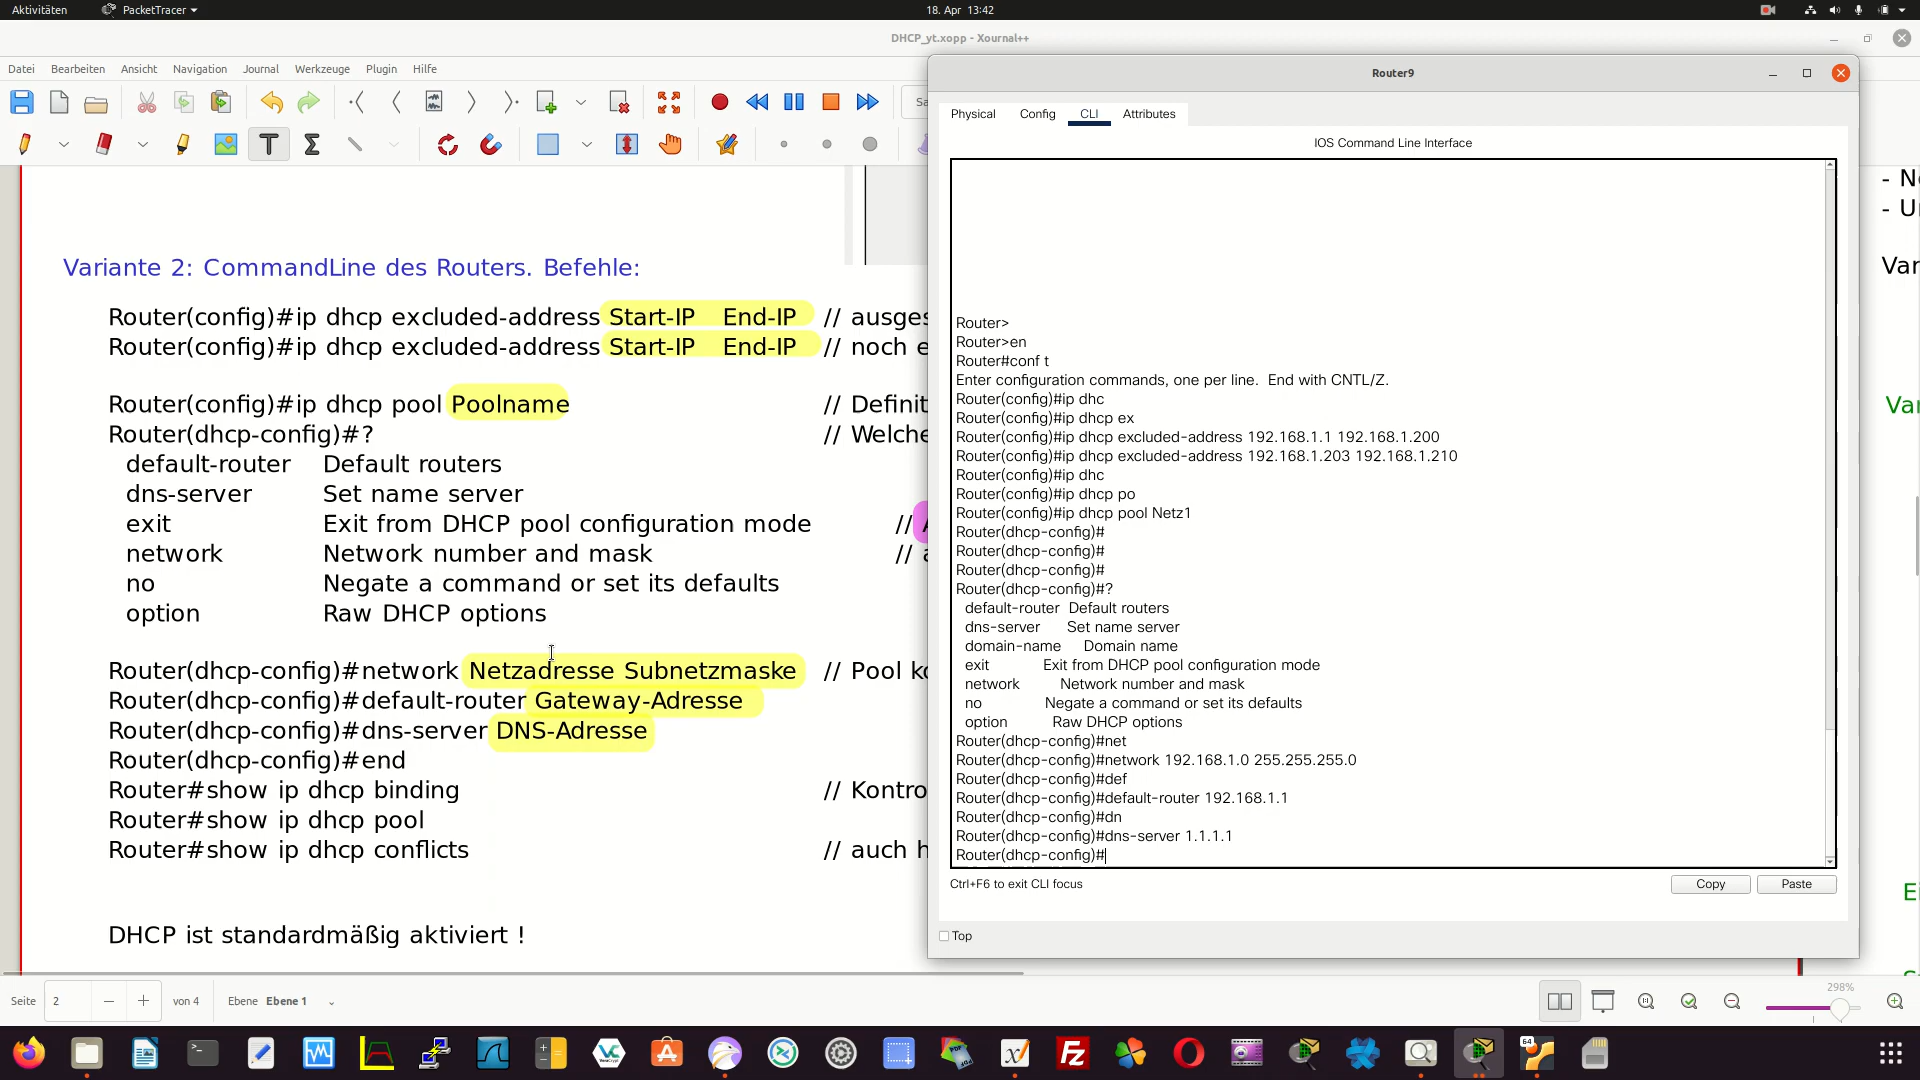 Aktivitäten PacketTracer 18. Apr 13:42
DHCP_yt.xopp - Xournal++
Datei Bearbeiten Ansicht Navigation Journal Werkzeuge Plugin Hilfe
Variante 2: CommandLine des Routers. Befehle:
Router(config)#ip dhcp excluded-address Start-IP End-IP // ausges
Router(config)#ip dhcp excluded-address Start-IP End-IP // noch e
Router(config)#ip dhcp pool Poolname // Definit
Router(dhcp-config)#? // Welche
default-router Default routers
dns-server Set name server
exit Exit from DHCP pool configuration mode //
network Network number and mask //
no Negate a command or set its defaults
option Raw DHCP options
Router(dhcp-config)#network Netzadresse Subnetzmaske // Pool
Router(dhcp-config)#default-router Gateway-Adresse
Router(dhcp-config)#dns-server DNS-Adresse
Router(dhcp-config)#end
Router#show ip dhcp binding // Kontro
Router#show ip dhcp pool
Router#show ip dhcp conflicts // auch h
DHCP ist standardmäßig aktiviert !
Seite 2 von 4 Ebene Ebene 1
Router9
Physical Config CLI Attributes
IOS Command Line Interface
Router>
Router>en
Router#conf t
Enter configuration commands, one per line. End with CNTL/Z.
Router(config)#ip dhc
Router(config)#ip dhcp ex
Router(config)#ip dhcp excluded-address 192.168.1.1 192.168.1.200
Router(config)#ip dhcp excluded-address 192.168.1.203 192.168.1.210
Router(config)#ip dhc
Router(config)#ip dhcp po
Router(config)#ip dhcp pool Netz1
Router(dhcp-config)#
Router(dhcp-config)#
Router(dhcp-config)#
Router(dhcp-config)#?
default-router Default routers
dns-server Set name server
domain-name Domain name
exit Exit from DHCP pool configuration mode
network Network number and mask
no Negate a command or set its defaults
option Raw DHCP options
Router(dhcp-config)#net
Router(dhcp-config)#network 192.168.1.0 255.255.255.0
Router(dhcp-config)#def
Router(dhcp-config)#default-router 192.168.1.1
Router(dhcp-config)#dn
Router(dhcp-config)#dns-server 1.1.1.1
Router(dhcp-config)#
Ctrl+F6 to exit CLI focus
Copy Paste
Top
298%